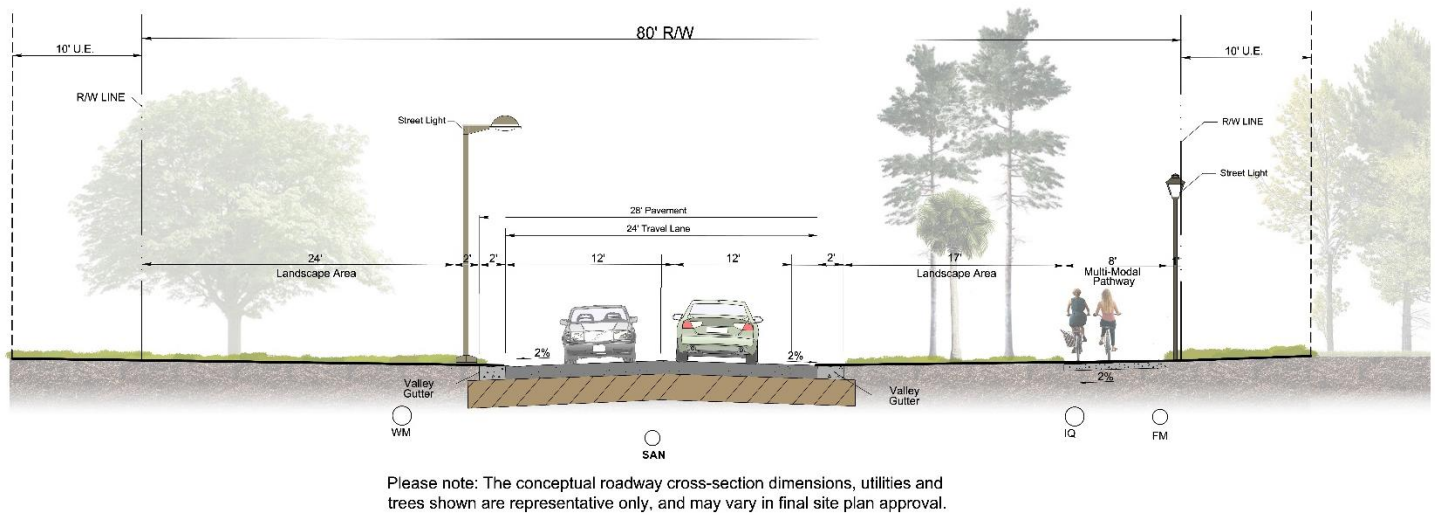 80' R/W
10' U.E.
10' U.E.
R/W LINE
Street Light
R/W LINE
Street Light
28' Pavement
24' Travel Lane
24'
2'
2'
12'
12'
2'
17'
8'
Landscape Area
Landscape Area
Multi-Modal
Pathway
2%
2%
2%
Valley
Gutter
Valley
Gutter
WM
SAN
IQ
FM
Please note: The conceptual roadway cross-section dimensions, utilities and
trees shown are representative only, and may vary in final site plan approval.